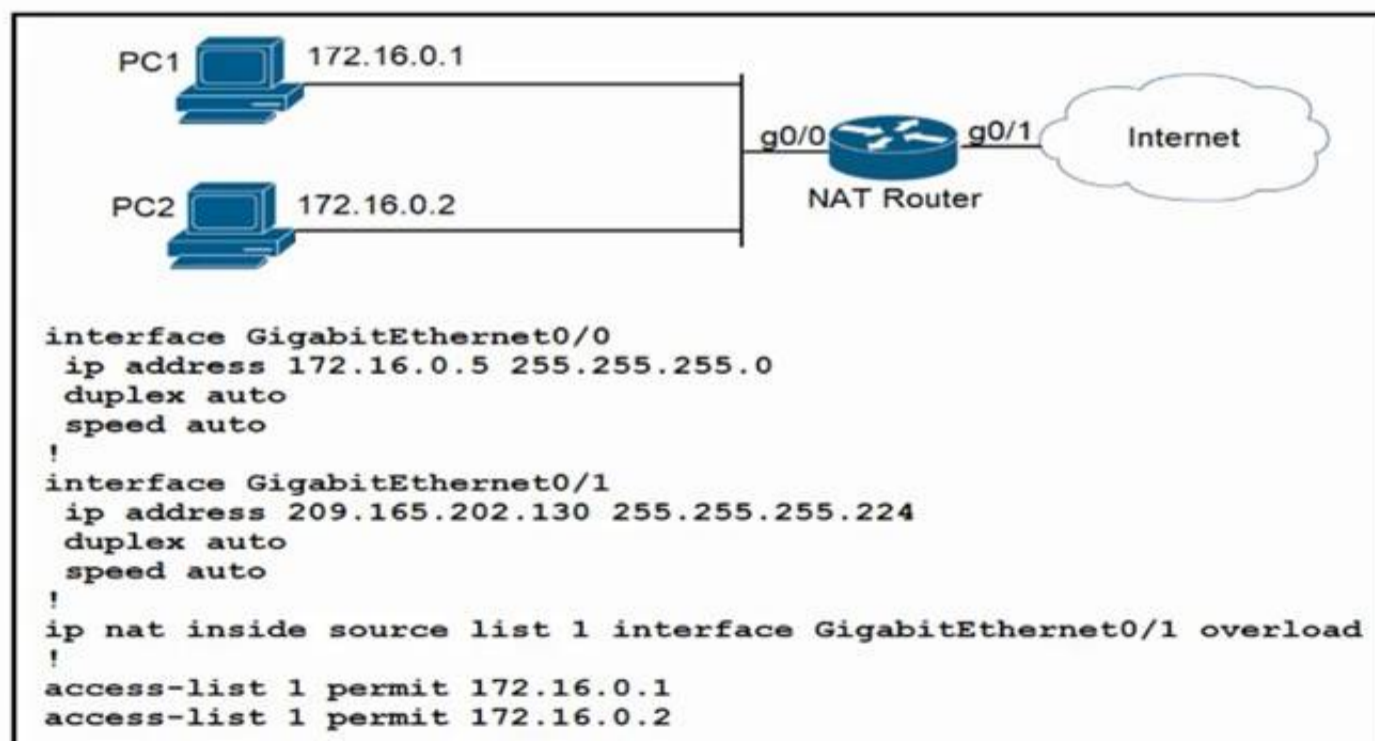 PC1
172.16.0.1
g0/0
g0/1
Internet
NAT Router
PC2
172.16.0.2
interface GigabitEthernet0/0
 ip address 172.16.0.5 255.255.255.0
 duplex auto
 speed auto
!
interface GigabitEthernet0/1
 ip address 209.165.202.130 255.255.255.224
 duplex auto
 speed auto
!
ip nat inside source list 1 interface GigabitEthernet0/1 overload
!
access-list 1 permit 172.16.0.1
access-list 1 permit 172.16.0.2